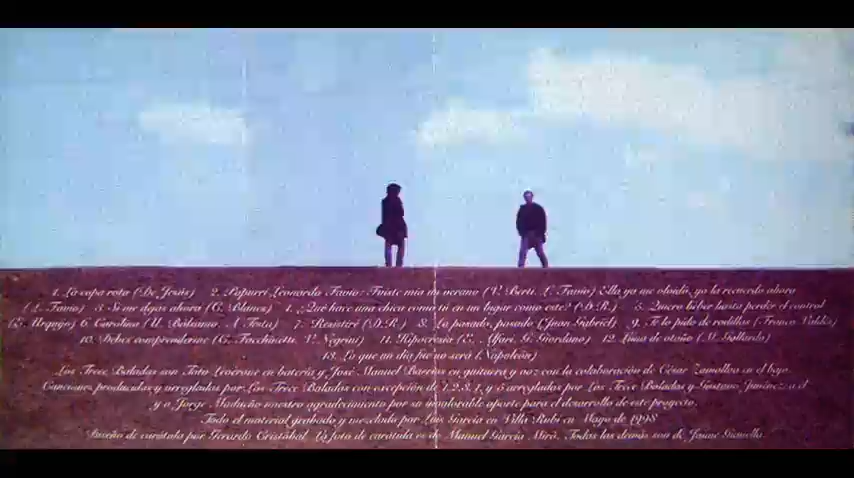 1. La copa rota (De Jesús) 2. Popurrí Leonardo Favio: Fuiste mía un verano (V. Berti. L. Favio) Ella ya me olvidó, yo la recuerdo ahora
(L. Favio) 3. Si me dejas ahora (C. Blanes) 4. ¿Qué hace una chica como tú en un lugar como éste? (D.R.) 5. Quiero beber hasta perder el control
(E. Urquijo) 6. Carolina (U. A. Testa) 7. Resistiré (D.R.) 8. Lo pasado, pasado (Juan Gabriel) 9. Te lo pido de rodillas (Franco Valdés)
10. Debes comprenderme (C. Facchinetti. V. Negrini) 11. Hipocresía (E. Alfari, G. Giordano) 12. de otoño (M. Gallardo)
13. Lo que un día fue no será (Napoleón)
Los Trece Baladas son Tato en batería y José Manuel Barrios en guitarra y voz con la colaboración de César Zamalloa en el bajo.
Canciones producidas y arregladas por Los Trece Baladas con excepción de 1,2,3,4, y 5 arregladas por Los Trece Baladas y Gustavo Jiménez a él
y a Jorge Madueño nuestro agradecimiento por su invalorable aporte para el desarrollo de este proyecto.
Todo el material grabado y mezclado por Luis García en Villa Rubí en Mayo de 1998
Diseño de carátula por Gerardo Cristóbal. La foto de carátula es de Manuel García Miró. Todas las demás son de Jaime